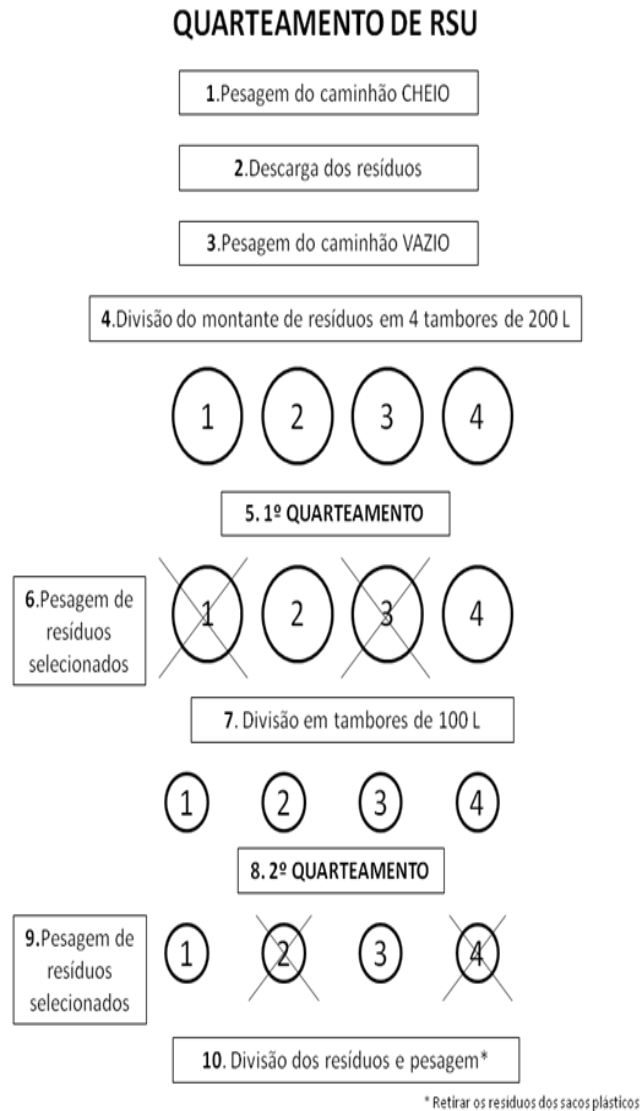 QUARTEAMENTO DE RSU
1.Pesagem do caminhão CHEIO
2.Descarga dos resíduos
3.Pesagem do caminhão VAZIO
4.Divisão do montante de resíduos em 4 tambores de 200 L
1 2 3 4
5. 1º QUARTEAMENTO
6.Pesagem de
resíduos
selecionados
1 2 3 4
7. Divisão em tambores de 100 L
1 2 3 4
8. 2º QUARTEAMENTO
9.Pesagem de
resíduos
selecionados
1 2 3 4
10. Divisão dos resíduos e pesagem*
* Retirar os resíduos dos sacos plásticos